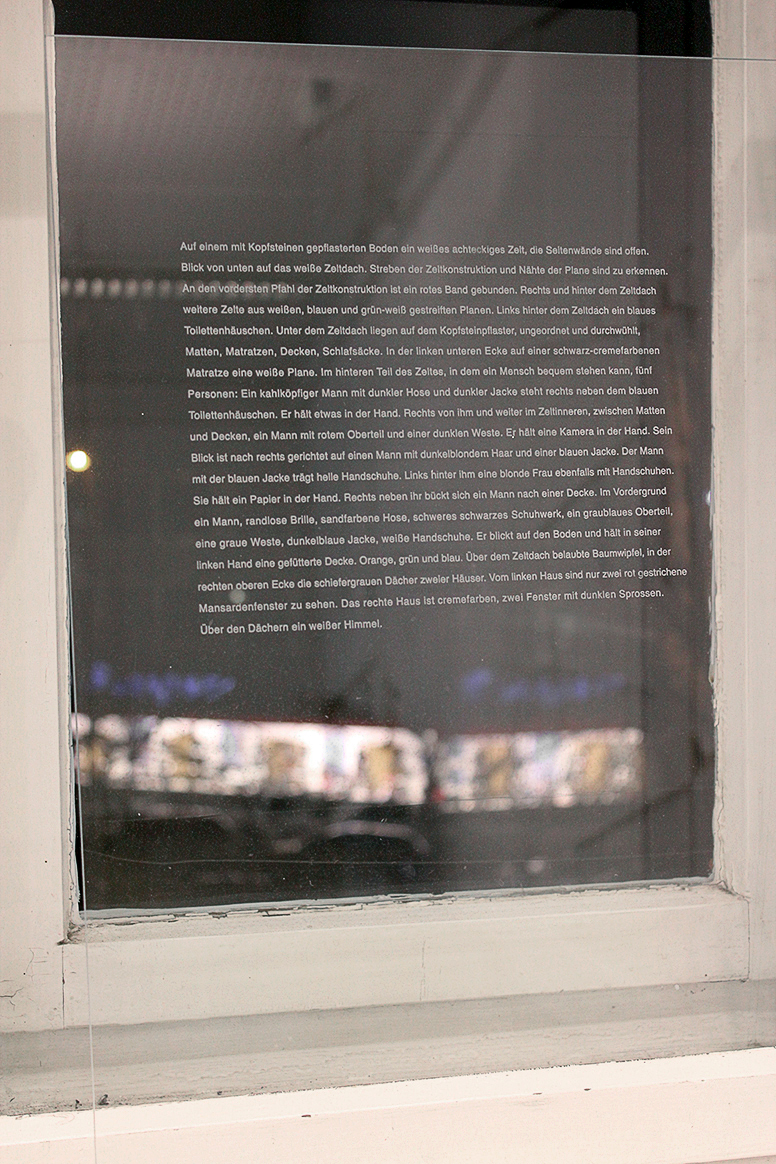 Auf einem mit Kopfsteinen gepflasterten Boden ein weißes achteckiges Zelt, die Seitenwände sind offen.
Blick von unten auf das weiße Zeltdach. Streben der Zeltkonstruktion und Nähte der Plane sind zu erkennen.
An den vordersten Pfahl der Zeltkonstruktion ist ein rotes Band gebunden. Rechts und hinter dem Zeltdach
weitere Zelte aus weißen, blauen und grün-weiß gestreiften Planen. Links hinter dem Zeltdach ein blaues
Toilettenhäuschen. Unter dem Zeltdach liegen auf dem Kopfsteinpflaster, ungeordnet und durchwühlt,
Matten, Matratzen, Decken, Schlafsäcke. In der linken unteren Ecke auf einer schwarz-cremefarbenen
Matratze eine weiße Plane. Im hinteren Teil des Zeltes, in dem ein Mensch bequem stehen kann, fünf
Personen: Ein kahlköpfiger Mann mit dunkler Hose und dunkler Jacke steht rechts neben dem blauen
Toilettenhäuschen. Er hält etwas in der Hand. Rechts von ihm und weiter im Zeltinneren, zwischen Matten
und Decken, ein Mann mit rotem Oberteil und einer dunklen Weste. Er hält eine Kamera in der Hand. Sein
Blick ist nach rechts gerichtet auf einen Mann mit dunkelblondem Haar und einer blauen Jacke. Der Mann
mit der blauen Jacke trägt helle Handschuhe. Links hinter ihm eine blonde Frau ebenfalls mit Handschuhen.
Sie hält ein Papier in der Hand. Rechts neben ihr bückt sich ein Mann nach einer Decke. Im Vordergrund
ein Mann, randlose Brille, sandfarbene Hose, schweres schwarzes Schuhwerk, ein graublaues Oberteil,
eine graue Weste, dunkelblaue Jacke, weiße Handschuhe. Er blickt auf den Boden und hält in seiner
linken Hand eine gefütterte Decke. Orange, grün und blau. Über dem Zeltdach belaubte Baumwipfel, in der
rechten oberen Ecke die schiefergrauen Dächer zweier Häuser. Vom linken Haus sind nur zwei rot gestrichene
Mansardenfenster zu sehen. Das rechte Haus ist cremefarben, zwei Fenster mit dunklen Sprossen.
Über den Dächern ein weißer Himmel.